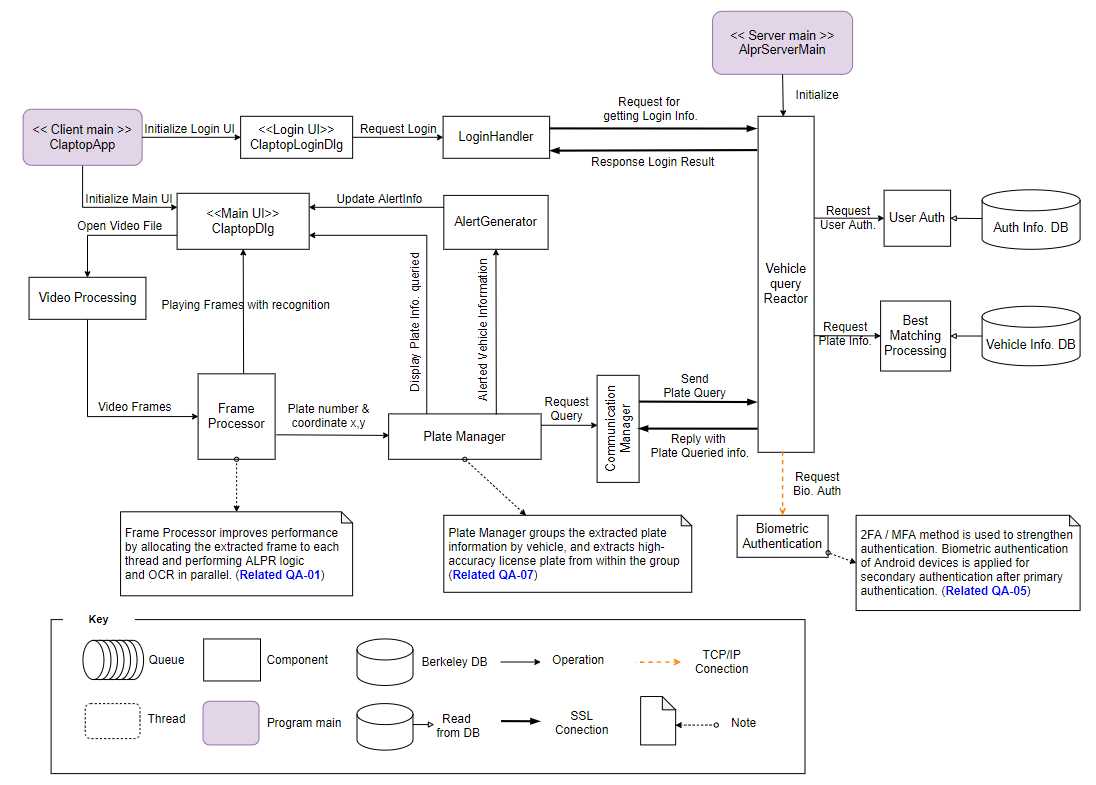 << Server main >>
AlprServerMain
Initialize
<< Client main >>
ClaptopApp
Initialize Login UI
<<Login UI>>
ClaptopLoginDlg
Request Login
LoginHandler
Request for
getting Login Info.
Response Login Result
Initialize Main UI
<<Main UI>>
ClaptopDlg
Update AlertInfo
AlertGenerator
Open Video File
Video Processing
Playing Frames with recognition
Display Plate Info. queried
Alerted Vehicle Information
Vehicle
query
Reactor
Request
User Auth.
User Auth
Auth Info. DB
Request
Plate Info.
Best
Matching
Processing
Vehicle Info. DB
Video Frames
Frame
Processor
Plate number &
coordinate x,y
Plate Manager
Request
Query
Communication
Manager
Send
Plate Query
Reply with
Plate Queried info.
Request
Bio. Auth
Biometric
Authentication
Frame Processor improves performance
by allocating the extracted frame to each
thread and performing ALPR logic
and OCR in parallel. (Related QA-01)
Plate Manager groups the extracted plate
information by vehicle, and extracts high-
accuracy license plate from within the group
(Related QA-07)
2FA / MFA method is used to strengthen
authentication. Biometric authentication
of Android devices is applied for
secondary authentication after primary
authentication. (Related QA-05)
Key
Queue
Component
Berkeley DB
Operation
TCP/IP
Conection
Thread
Program main
Read
from DB
SSL
Conection
Note